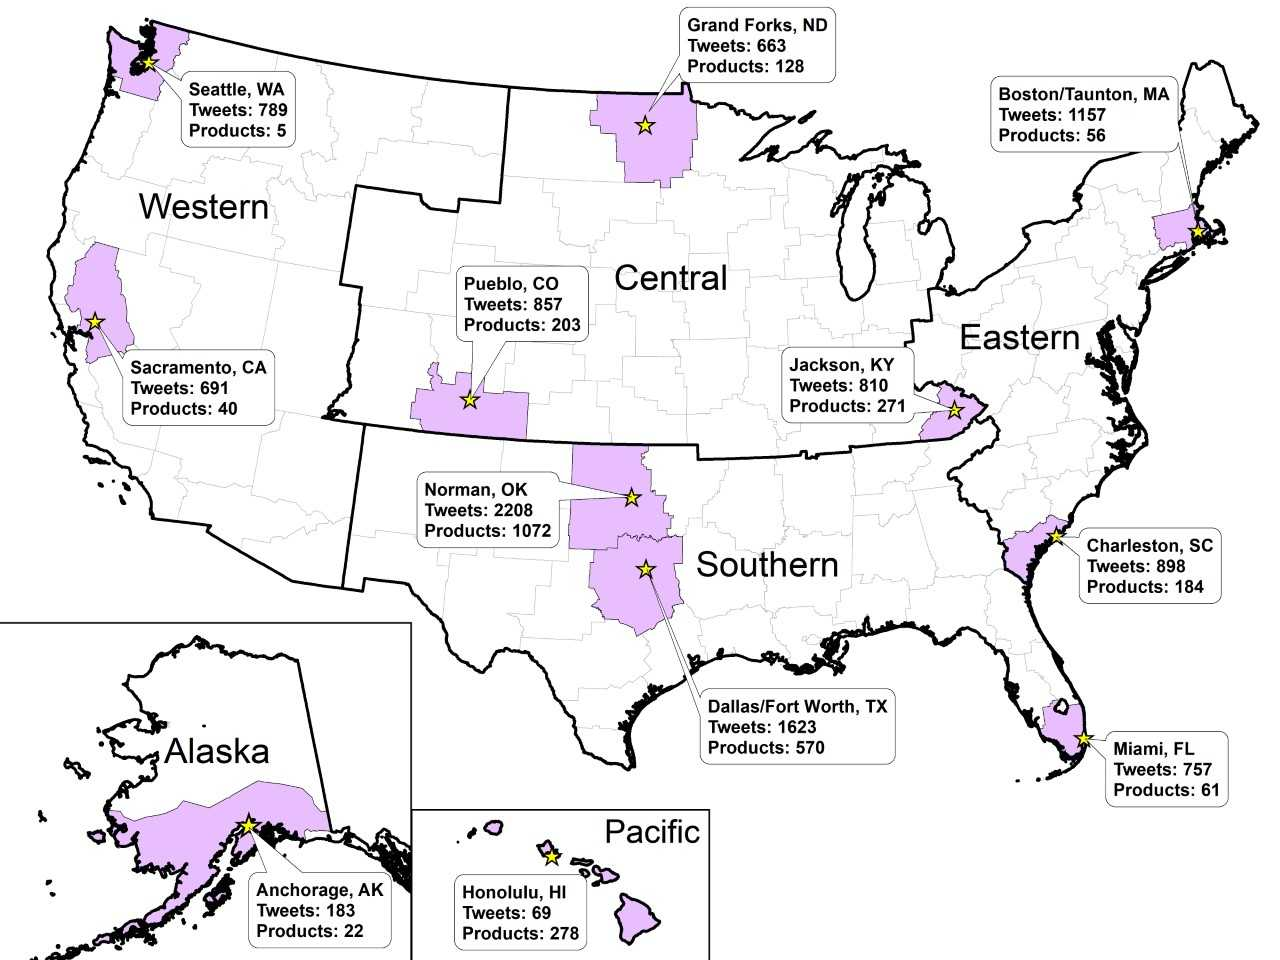 Grand Forks, ND
Tweets: 663
Products: 128
Seattle, WA
Tweets: 789
Products: 5
Boston/Taunton, MA
Tweets: 1157
Products: 56
Western
Central
Pueblo, CO
Tweets: 857
Products: 203
Eastern
Sacramento, CA
Tweets: 691
Products: 40
Jackson, KY
Tweets: 810
Products: 271
Norman, OK
Tweets: 2208
Products: 1072
Southern
Charleston, SC
Tweets: 898
Products: 184
Dallas/Fort Worth, TX
Tweets: 1623
Products: 570
Miami, FL
Tweets: 757
Products: 61
Alaska
Anchorage, AK
Tweets: 183
Products: 22
Pacific
Honolulu, HI
Tweets: 69
Products: 278